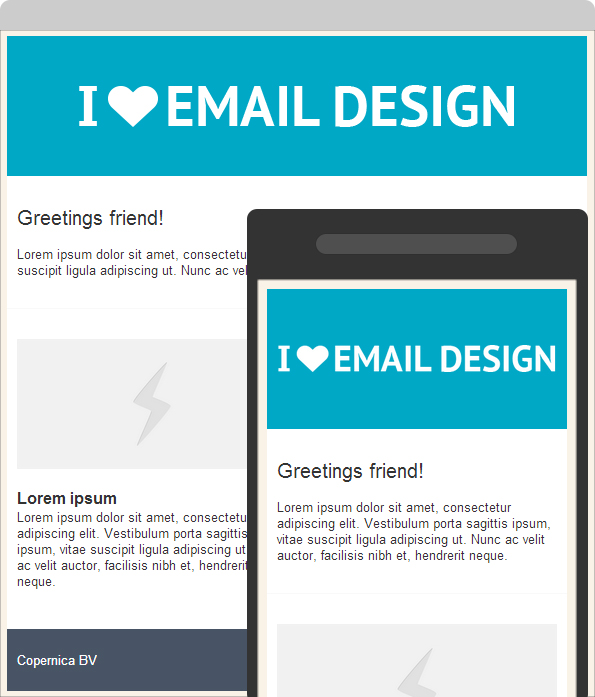 I ♥ EMAIL DESIGN
Greetings friend!
Lorem ipsum dolor sit amet, consectetu
suscipit ligula adipiscing ut. Nunc ac vel
Lorem ipsum
Lorem ipsum dolor sit amet, consectetu
adipiscing elit. Vestibulum porta sagittis
ipsum, vitae suscipit ligula adipiscing ut
ac velit auctor, facilisis nibh et, hendrerit
neque.
Copernica BV
I ♥ EMAIL DESIGN
Greetings friend!
Lorem ipsum dolor sit amet, consectetur
adipiscing elit. Vestibulum porta sagittis ipsum,
vitae suscipit ligula adipiscing ut. Nunc ac velit
auctor, facilisis nibh et, hendrerit neque.